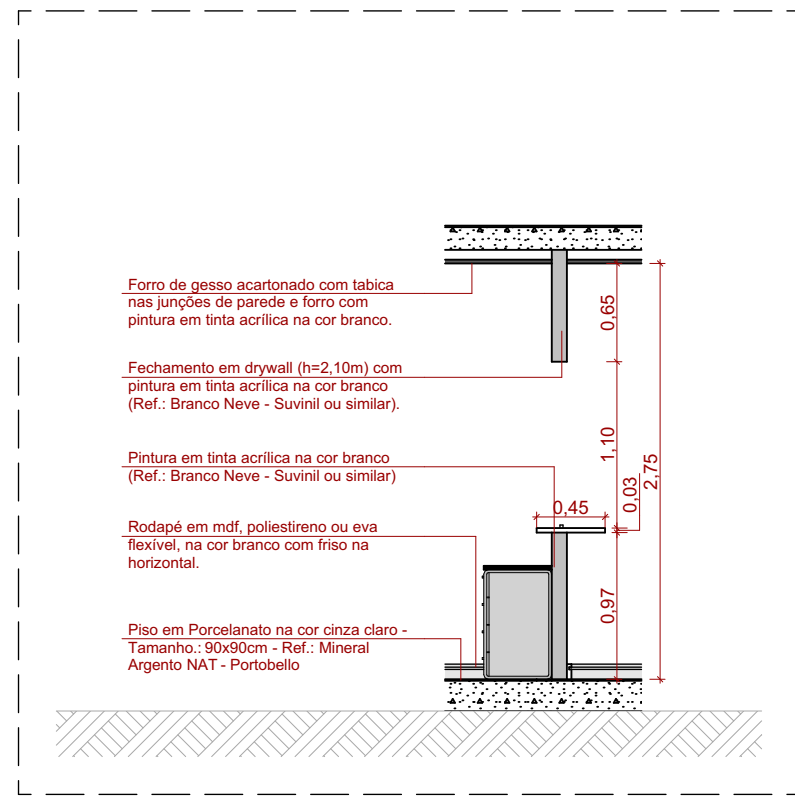 Forro de gesso acartonado com tabica
nas junções de parede e forro com
pintura em tinta acrílica na cor branco.
Fechamento em drywall (h=2,10m) com
pintura em tinta acrílica na cor branco
(Ref.: Branco Neve - Suvinil ou similar).
Pintura em tinta acrílica na cor branco
(Ref.: Branco Neve - Suvinil ou similar)
Rodapé em mdf, poliestireno ou eva
flexível, na cor branco com friso na
horizontal.
Piso em Porcelanato na cor cinza claro -
Tamanho.: 90x90cm - Ref.: Mineral
Argento NAT - Portobello
0,65
1,10
0,03
2,75
0,45
0,97